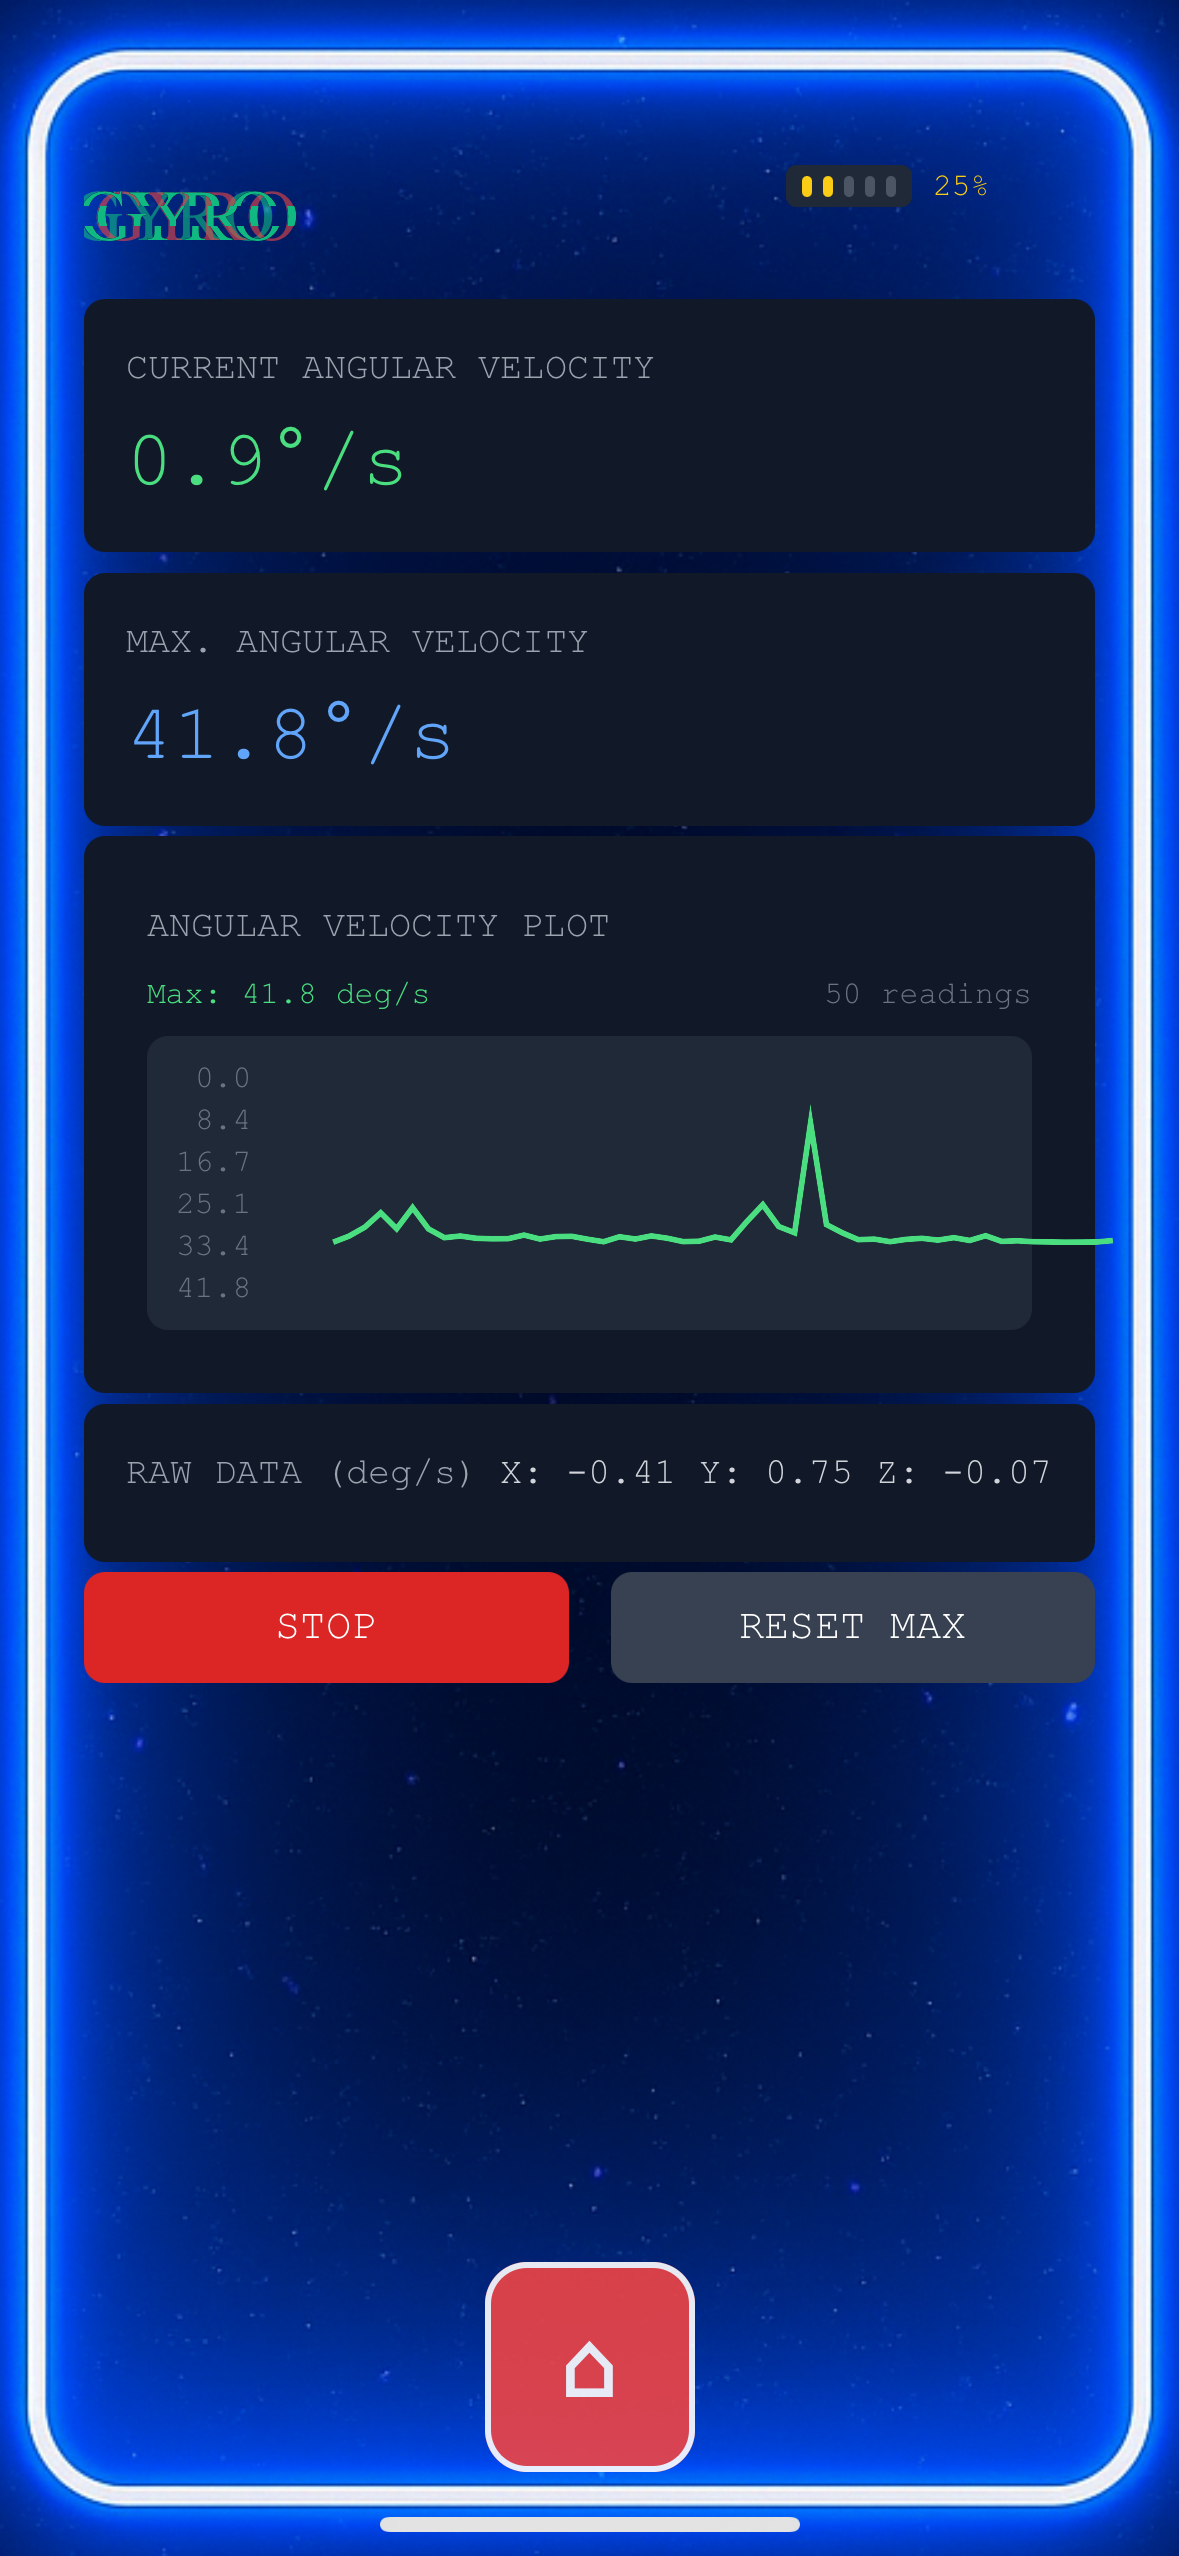 GYRO
25%
CURRENT ANGULAR VELOCITY
0.9°/s
MAX. ANGULAR VELOCITY
41.8°/s
ANGULAR VELOCITY PLOT
Max: 41.8 deg/s 50 readings
0.0
8.4
16.7
25.1
33.4
41.8
RAW DATA (deg/s) X: -0.41 Y: 0.75 Z: -0.07
STOP RESET MAX